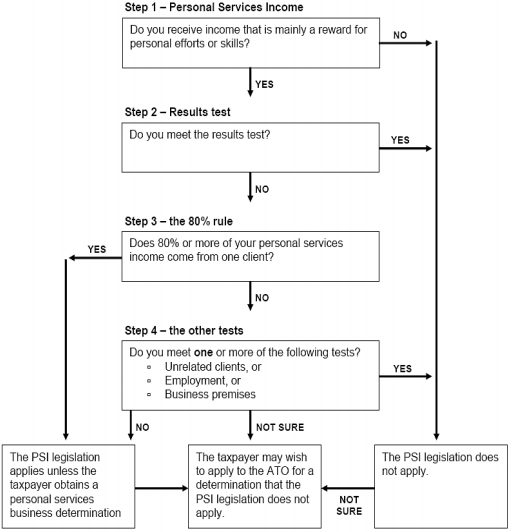 Step 1 – Personal Services Income
Do you receive income that is mainly a reward for
personal efforts or skills?
NO
YES
Step 2 – Results test
Do you meet the results test?
YES
NO
Step 3 – the 80% rule
YES
Does 80% or more of your personal services
income come from one client?
NO
Step 4 – the other tests
Do you meet one or more of the following tests?
▫ Unrelated clients, or
▫ Employment, or
▫ Business premises
YES
NO
NOT SURE
The PSI legislation
applies unless the
taxpayer obtains a
personal services
business determination
The taxpayer may wish
to apply to the ATO for a
determination that the
PSI legislation does not
apply.
The PSI legislation does
not apply.
NOT
SURE